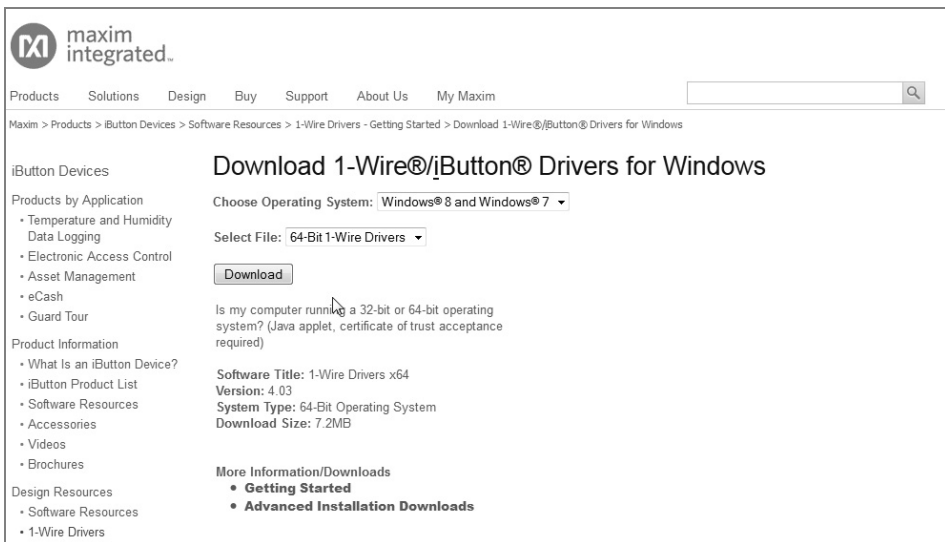 maxim
integrated™
Products Solutions Design Buy Support About Us My Maxim
Maxim > Products > iButton Devices > Software Resources > 1-Wire Drivers - Getting Started > Download 1-Wire®/iButton® Drivers for Windows
iButton Devices
Products by Application
• Temperature and Humidity
Data Logging
• Electronic Access Control
• Asset Management
• eCash
• Guard Tour
Product Information
• What Is an iButton Device?
• iButton Product List
• Software Resources
• Accessories
• Videos
• Brochures
Design Resources
• Software Resources
• 1-Wire Drivers
Download 1-Wire®/iButton® Drivers for Windows
Choose Operating System: Windows® 8 and Windows® 7
Select File: 64-Bit 1-Wire Drivers
Download
Is my computer running a 32-bit or 64-bit operating
system? (Java applet, certificate of trust acceptance
required)
Software Title: 1-Wire Drivers x64
Version: 4.03
System Type: 64-Bit Operating System
Download Size: 7.2MB
More Information/Downloads
• Getting Started
• Advanced Installation Downloads